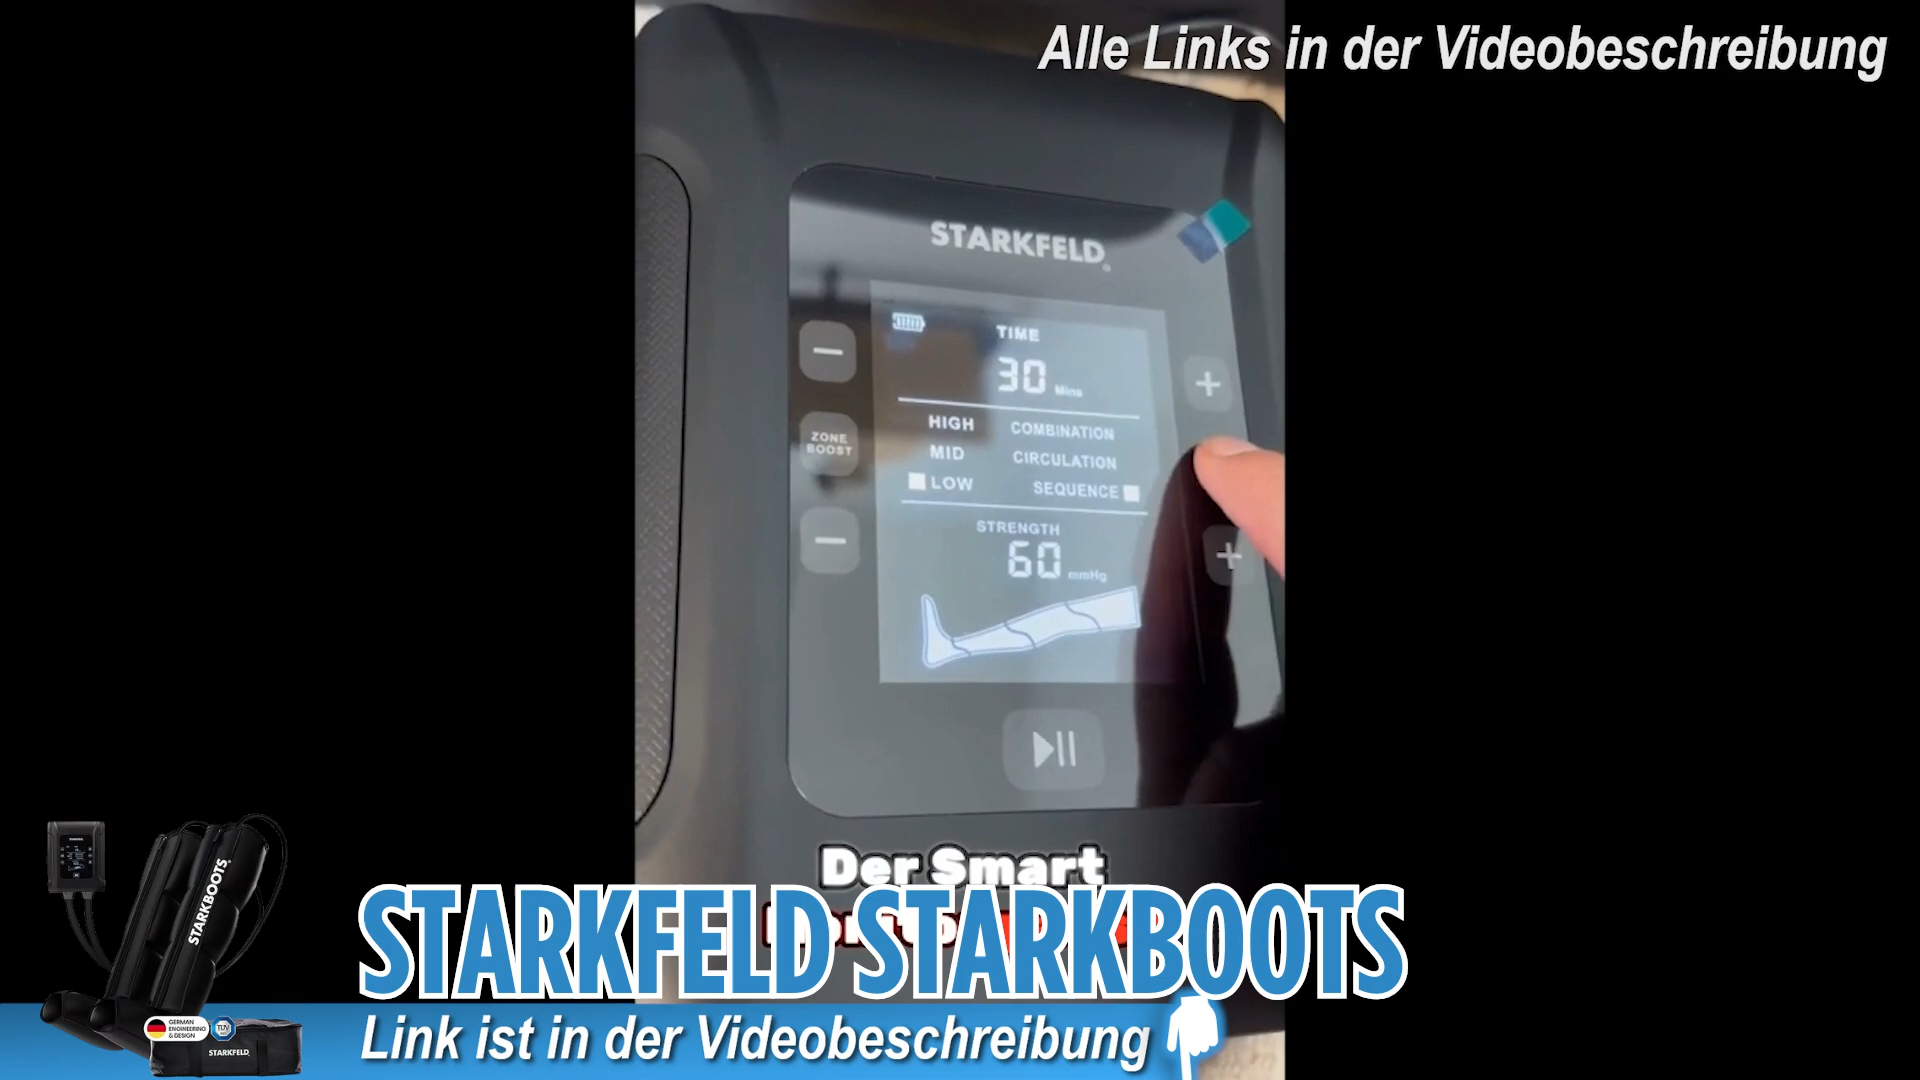 Alle Links in der Videobeschreibung
STARKFELD
TIME
30 Mins
HIGH COMBINATION
MID CIRCULATION
LOW SEQUENCE
ZONE
BOOST
STRENGTH
60 mmHg
Der Smart
STARKFELD STARKBOOTS
Link ist in der Videobeschreibung
STARKBOOTS
GERMAN
ENGINEERING
& DESIGN
TÜV
STARKFELD